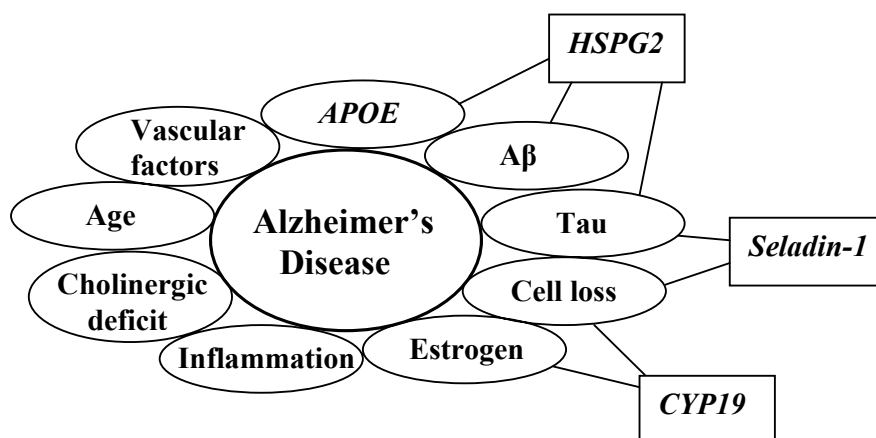 HSPG2
APOE
Vascular
factors
Aβ
Age
Alzheimer’s
Disease
Tau
Seladin-1
Cholinergic
deficit
Cell loss
Inflammation
Estrogen
CYP19